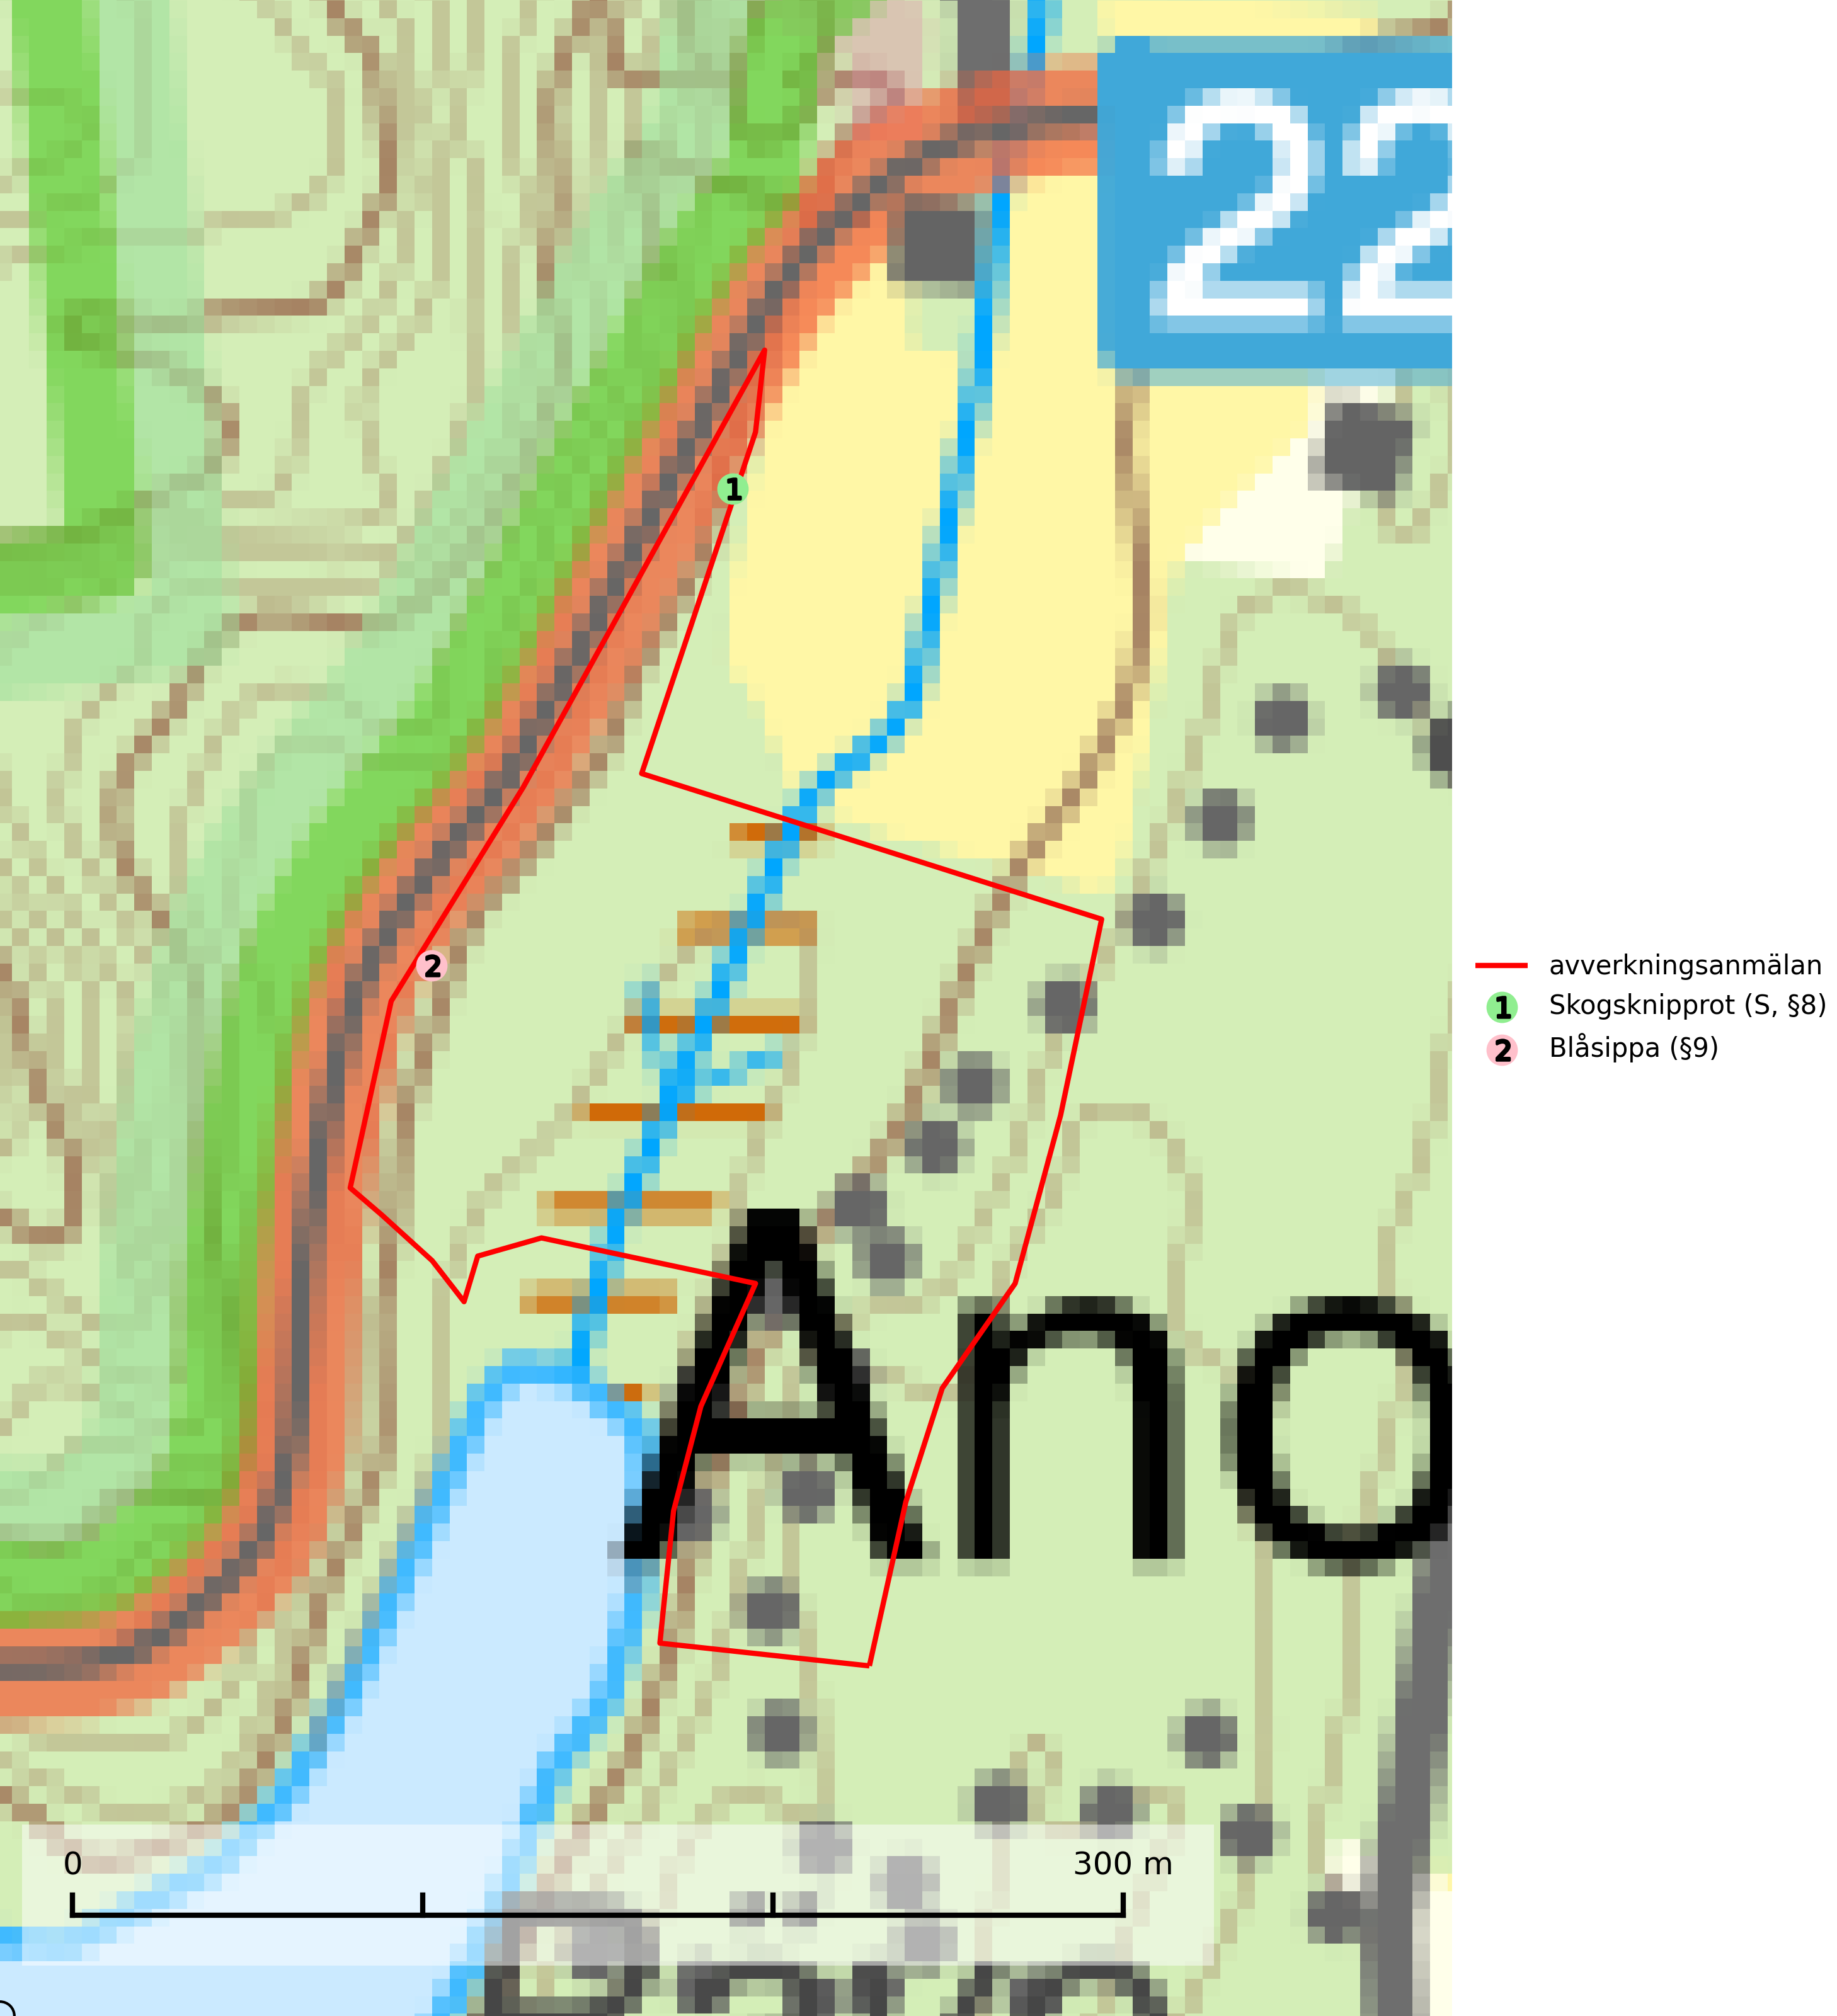 22
1
2
avverkningsanmälan
1 Skogsknipprot (S, §8)
2 Blåsippa (§9)
Ano
0 300 m